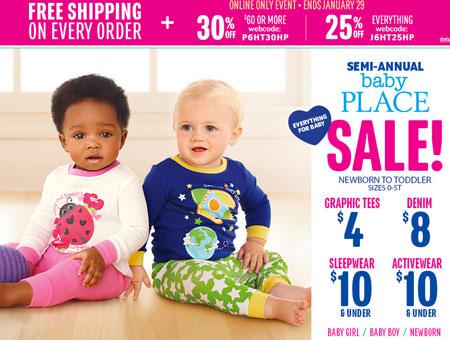 FREE SHIPPING
ON EVERY ORDER
+
ONLINE ONLY EVENT • ENDS JANUARY 29
30% OFF
$60 OR MORE
webcode:
P6HT30HP
25% OFF
EVERYTHING
webcode:
J6HT25HP
SEMI-ANNUAL
baby
PLACE
EVERYTHING
FOR BABY
SALE!
NEWBORN TO TODDLER
SIZES 0-5T
GRAPHIC TEES
$4
DENIM
$8
SLEEPWEAR
$10
& UNDER
ACTIVEWEAR
$10
& UNDER
BABY GIRL / BABY BOY / NEWBORN